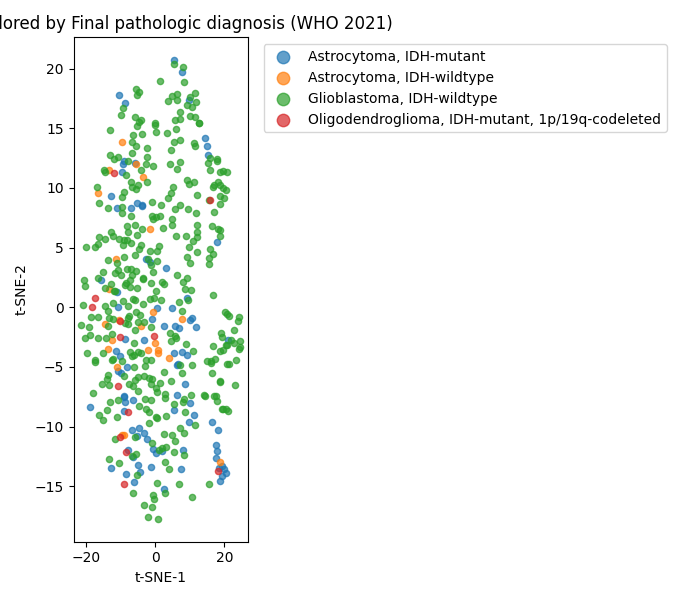 lored by Final pathologic diagnosis (WHO 2021)
Astrocytoma, IDH-mutant
Astrocytoma, IDH-wildtype
Glioblastoma, IDH-wildtype
Oligodendroglioma, IDH-mutant, 1p/19q-codeleted
t-SNE-2
20
15
10
5
0
−5
−10
−15
−20 0 20
t-SNE-1